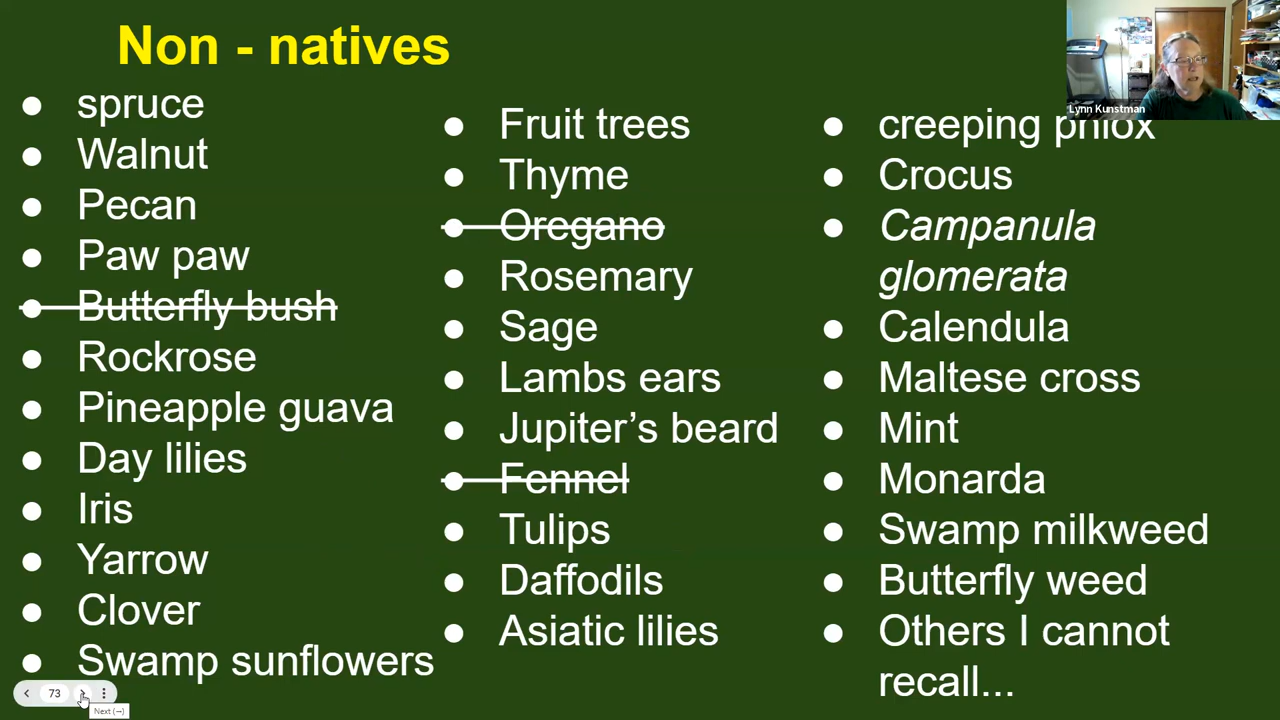 Non - natives
● spruce
● Walnut
● Pecan
● Paw paw
● Butterfly bush
● Rockrose
● Pineapple guava
● Day lilies
● Iris
● Yarrow
● Clover
● Swamp sunflowers
● Fruit trees
● Thyme
● Oregano
● Rosemary
● Sage
● Lambs ears
● Jupiter’s beard
● Fennel
● Tulips
● Daffodils
● Asiatic lilies
● creeping phlox
● Crocus
● Campanula
glomerata
● Calendula
● Maltese cross
● Mint
● Monarda
● Swamp milkweed
● Butterfly weed
● Others I cannot
recall...
Lynn Kunstman
73
Next (→)